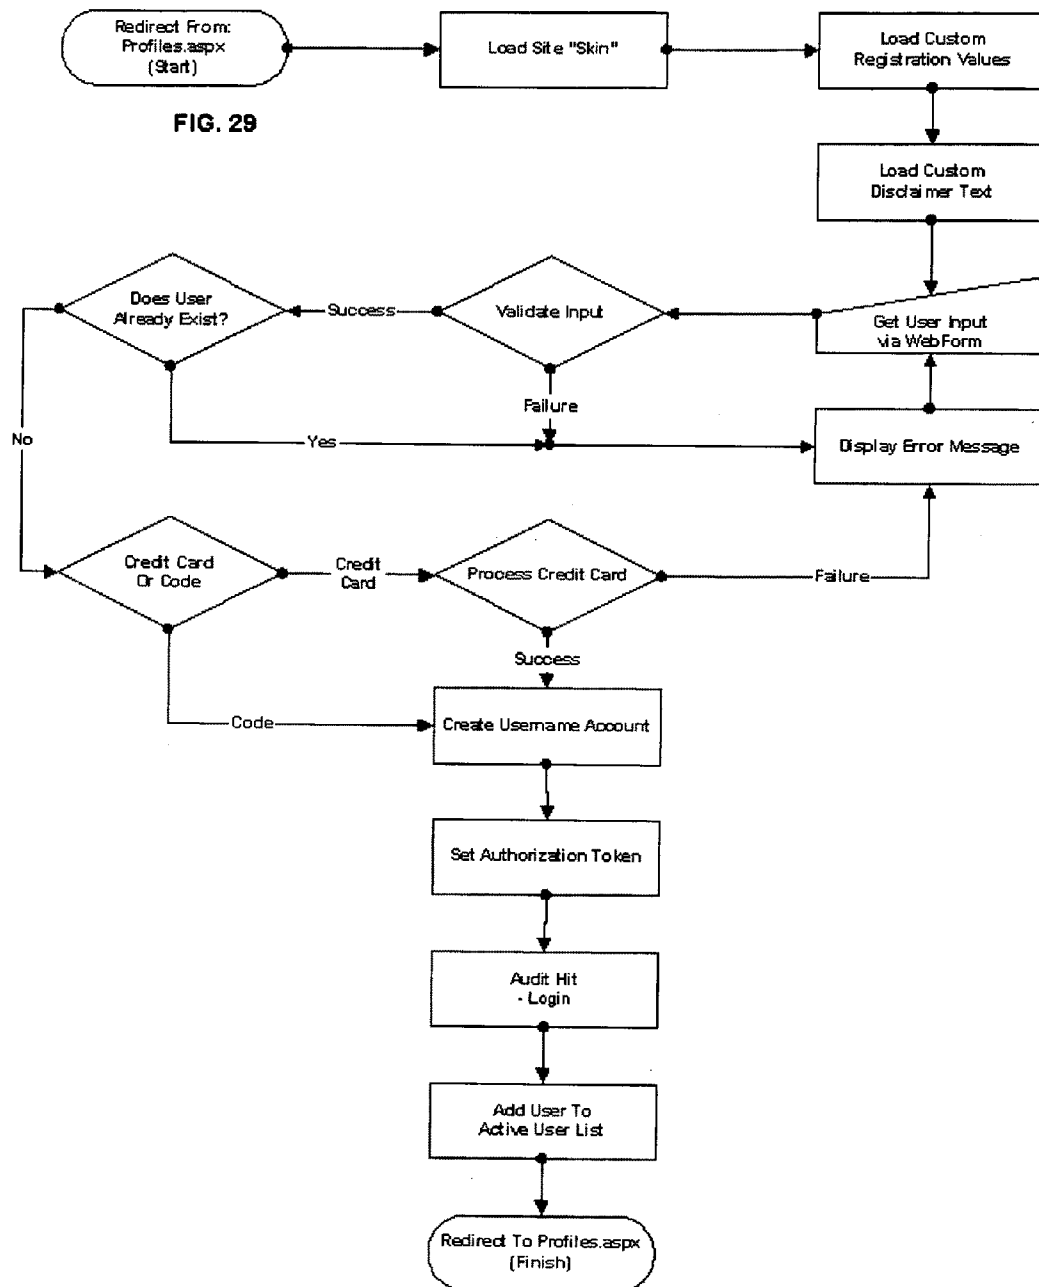 Redirect From:
Profiles.aspx
(Start)
Load Site "Skin"
Load Custom
Registration Values
FIG. 29
Load Custom
Disclaimer Text
Does User
Already Exist?
Success
Validate Input
Get User Input
via WebForm
Failure
No
Yes
Display Error Message
Credit Card
Or Code
Credit
Card
Process Credit Card
Failure
Success
Code
Create Username Account
Set Authorization Token
Audit Hit
- Login
Add User To
Active User List
Redirect To Profiles.aspx
(Finish)